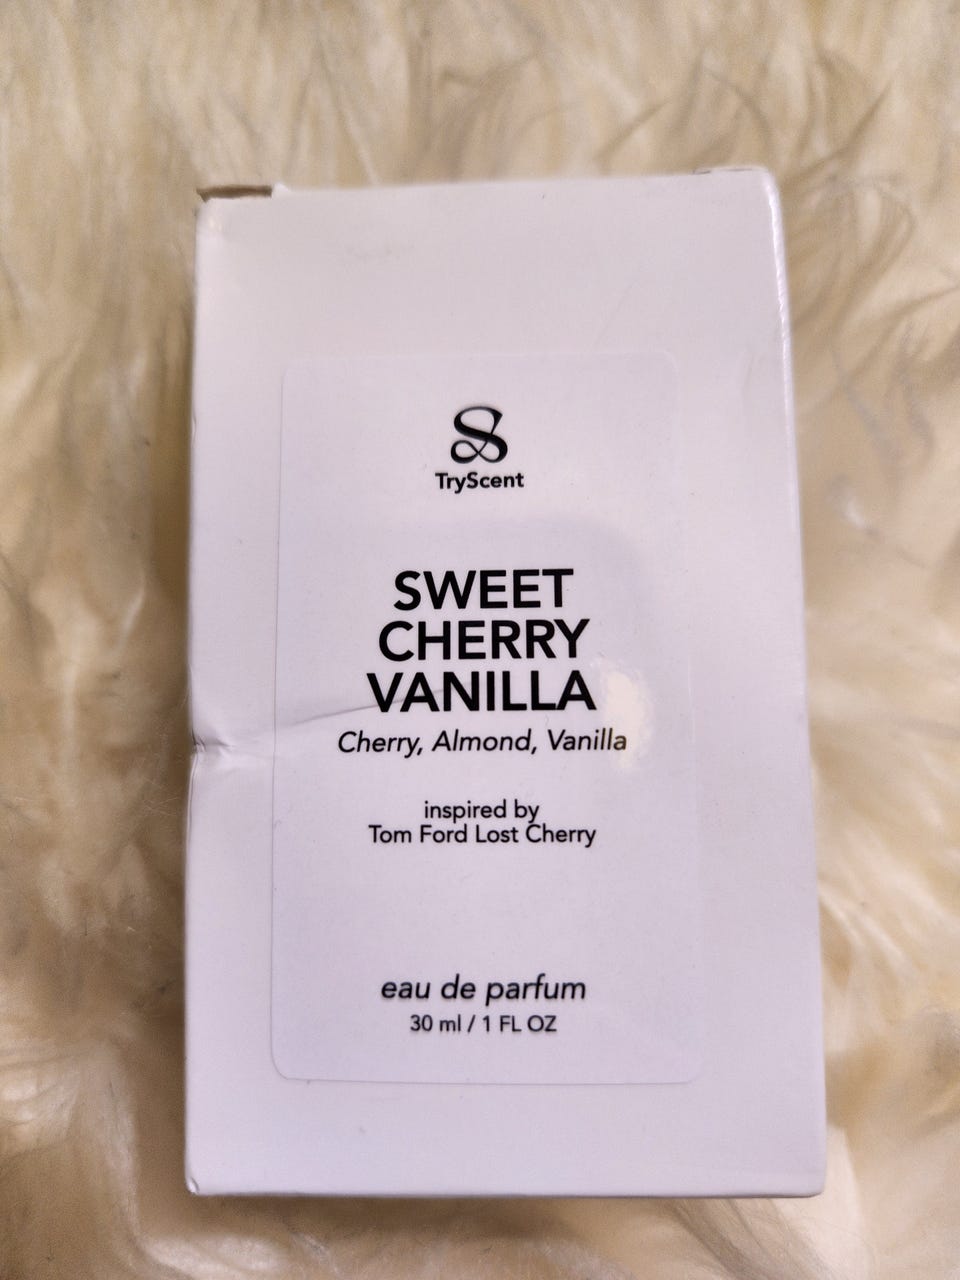 TryScent
SWEET
CHERRY
VANILLA
Cherry, Almond, Vanilla
inspired by
Tom Ford Lost Cherry
eau de parfum
30 ml / 1 FL OZ